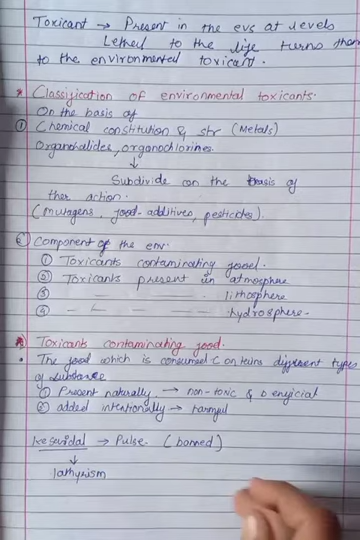 Toxicant → Present in the evs at levels
Lethel to the life turns them
to the environmental toxicant.
* Classification of environmental toxicants.
On the basis of
① Chemical constitution & str (Metals)
Organohalides, organochlorines.
↓
Subdivide on the basis of
ther action.
(mutagens, food-additives, pesticides).
② Component of the env.
① Toxicants contaminating food.
② Toxicants present in atmosphere
③ — — — lithosphere
④ — — — hydrosphere
* Toxicants contaminating food.
• The food which is consumed contains different types
of substance
① Present naturally → non-toxic & beneficial
② added intentionally → harmful
→ Pulse. (banned)
↓
lathyrism